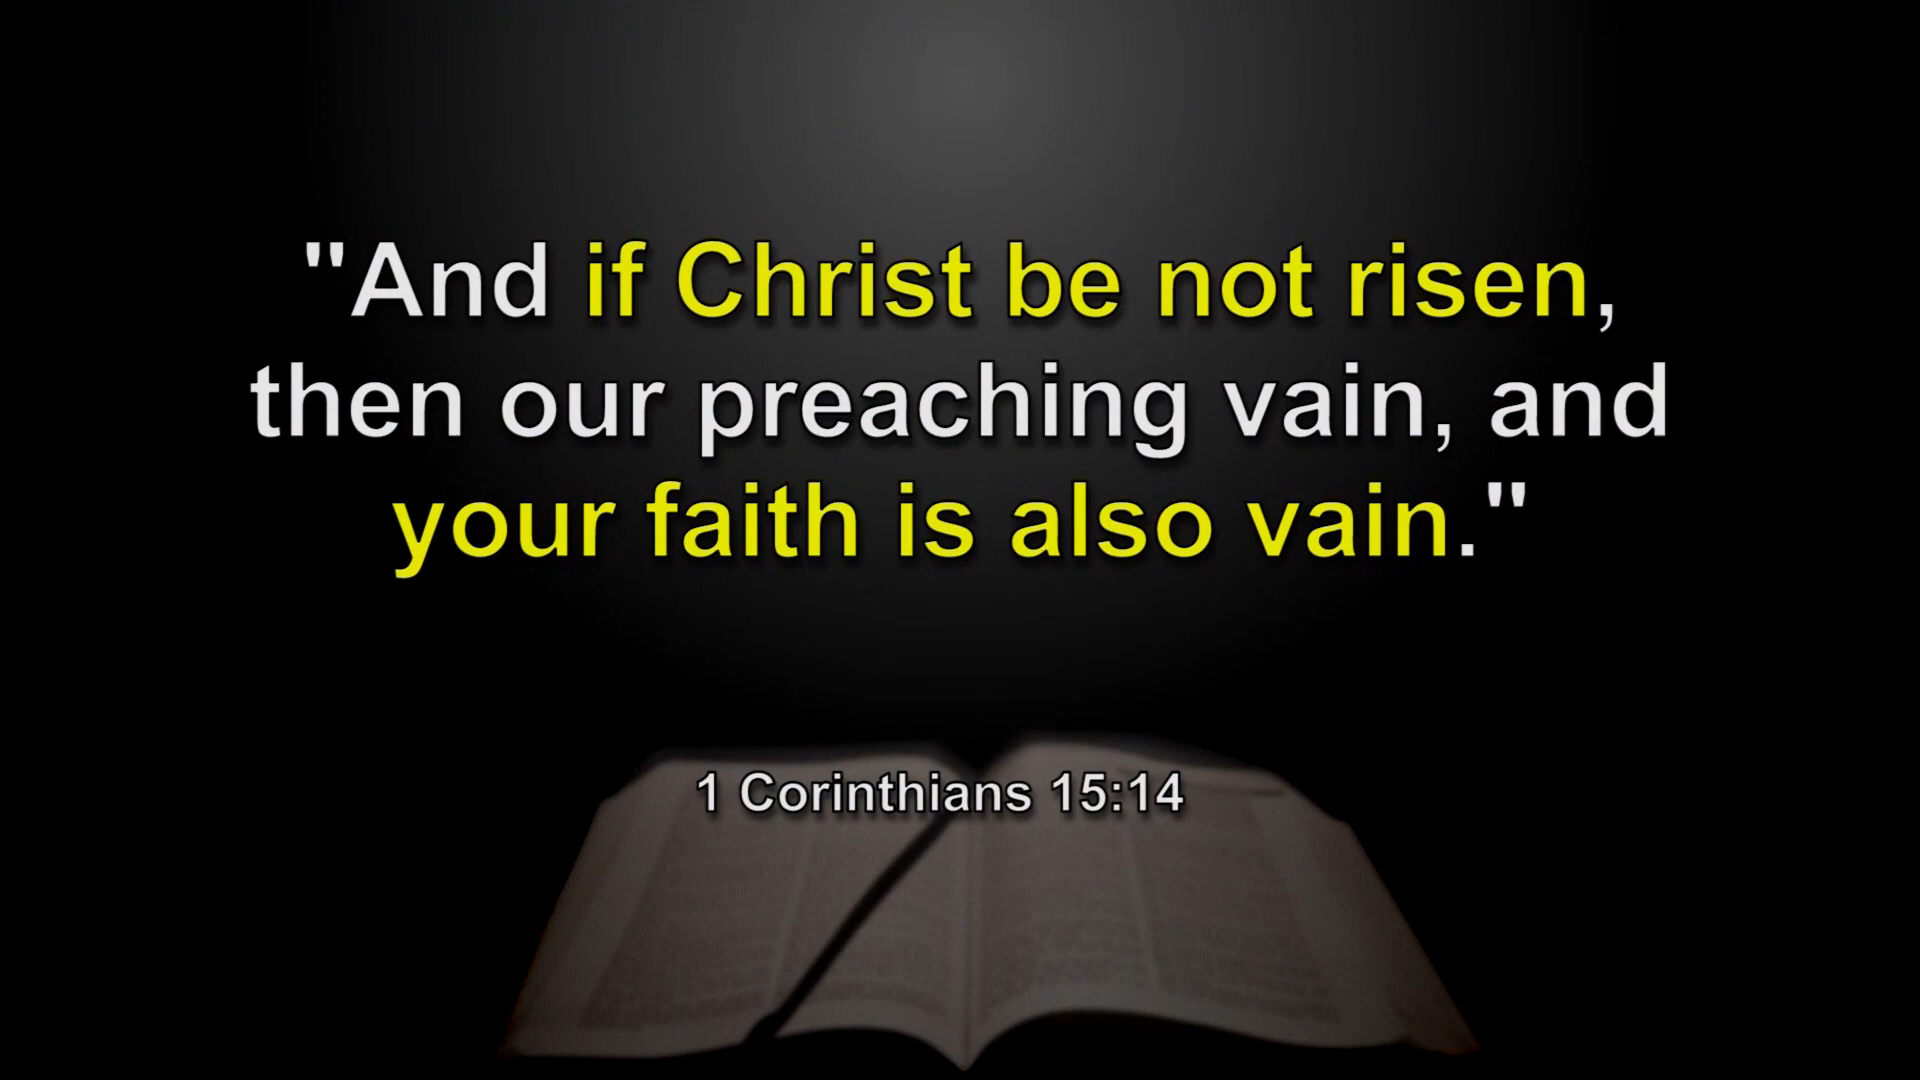 "And if Christ be not risen,
then our preaching vain, and
your faith is also vain."
1 Corinthians 15:14